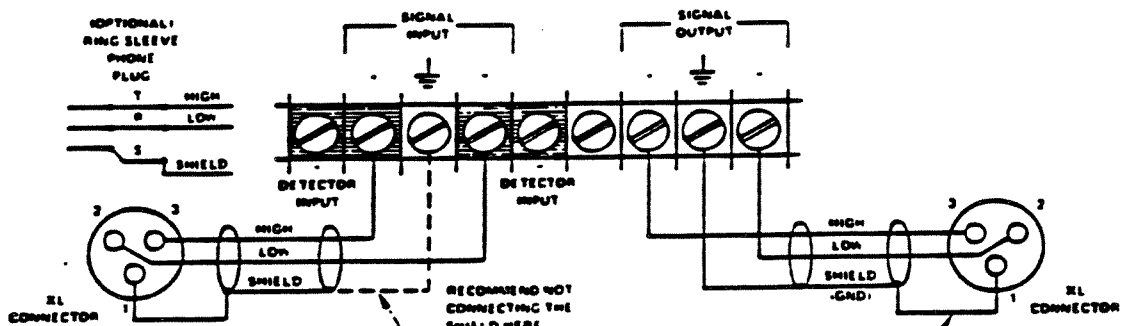 (OPTIONAL)
RING SLEEVE
PHONE
PLUG
T HIGH
R LOW
S SHIELD
SIGNAL
INPUT
SIGNAL
OUTPUT
DETECTOR
INPUT
DETECTOR
INPUT
2 3
1
HIGH
LOW
SHIELD
XL
CONNECTOR
RECOMMEND NOT
CONNECTING THE
SHIELD HERE
HIGH
LOW
SHIELD
(GND)
3 2
1
XL
CONNECTOR